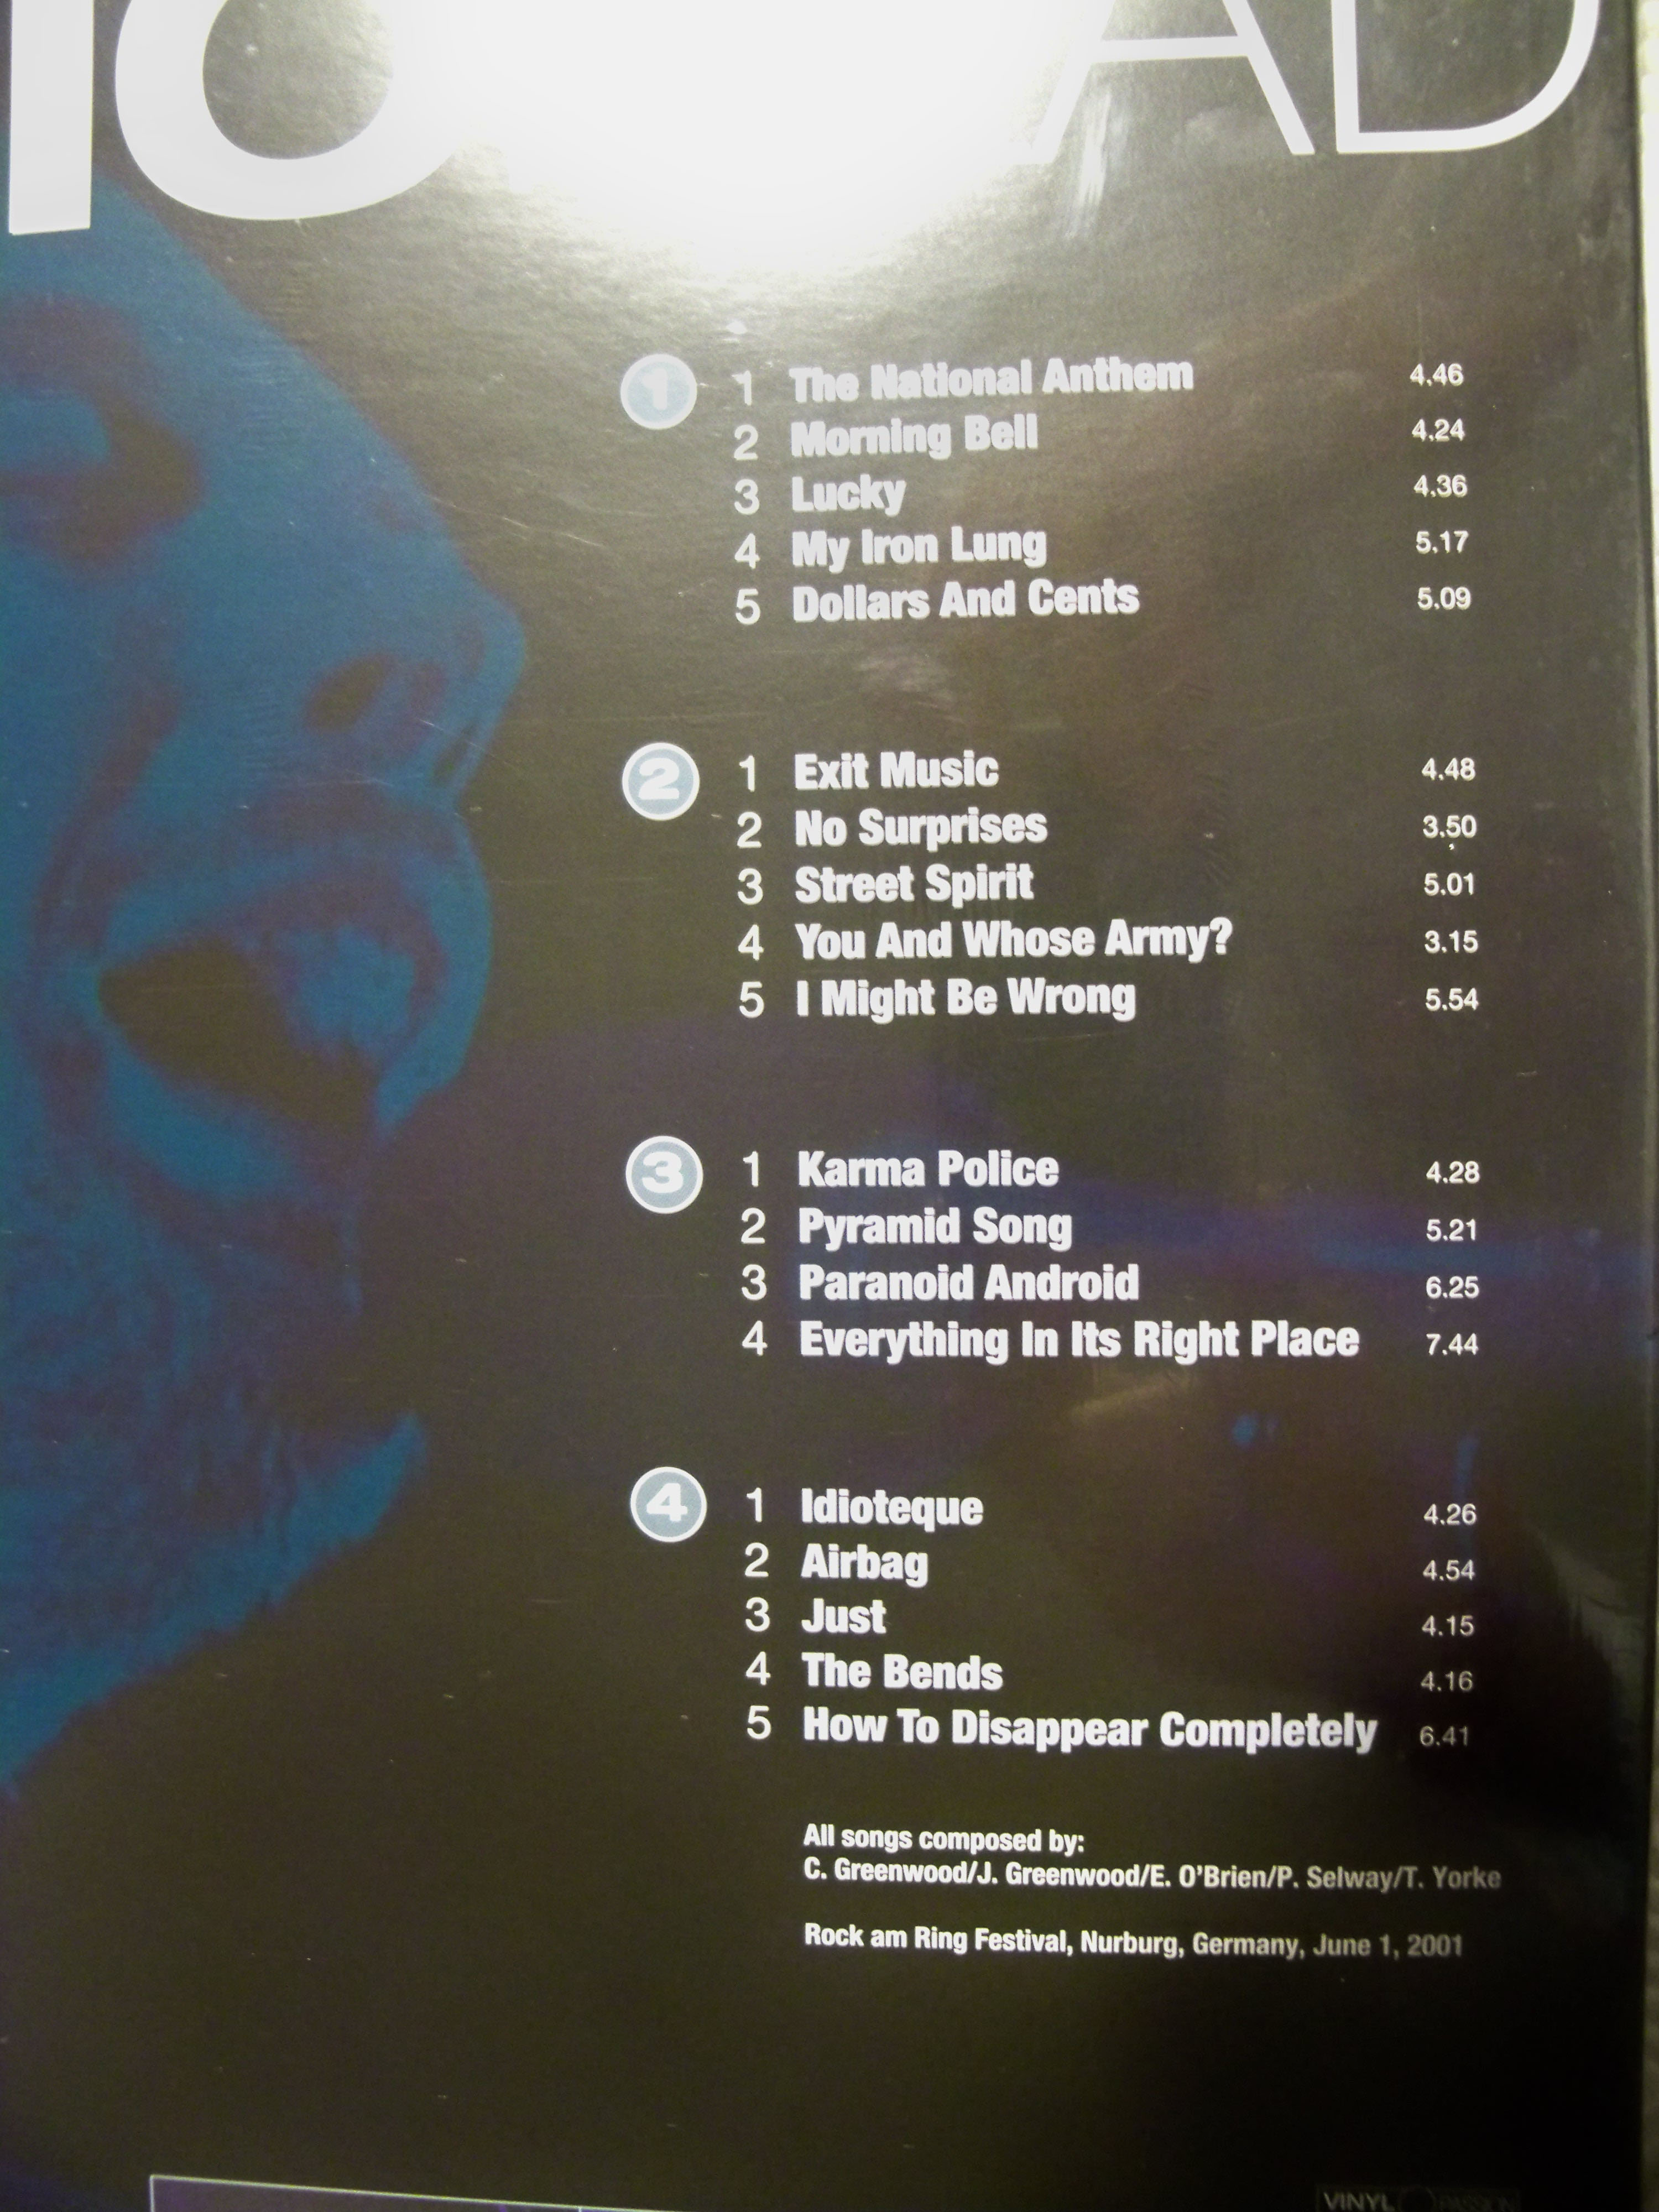 AD
1
1 The National Anthem 4.46
2 Morning Bell 4.24
3 Lucky 4.36
4 My Iron Lung 5.17
5 Dollars And Cents 5.09
2
1 Exit Music 4.48
2 No Surprises 3.50
3 Street Spirit 5.01
4 You And Whose Army? 3.15
5 I Might Be Wrong 5.54
3
1 Karma Police 4.28
2 Pyramid Song 5.21
3 Paranoid Android 6.25
4 Everything In Its Right Place 7.44
4
1 Idioteque 4.26
2 Airbag 4.54
3 Just 4.15
4 The Bends 4.16
5 How To Disappear Completely 6.41
All songs composed by:
C. Greenwood/J. Greenwood/E. O'Brien/P. Selway/T. Yorke
Rock am Ring Festival, Nurburg, Germany, June 1, 2001
VINYL